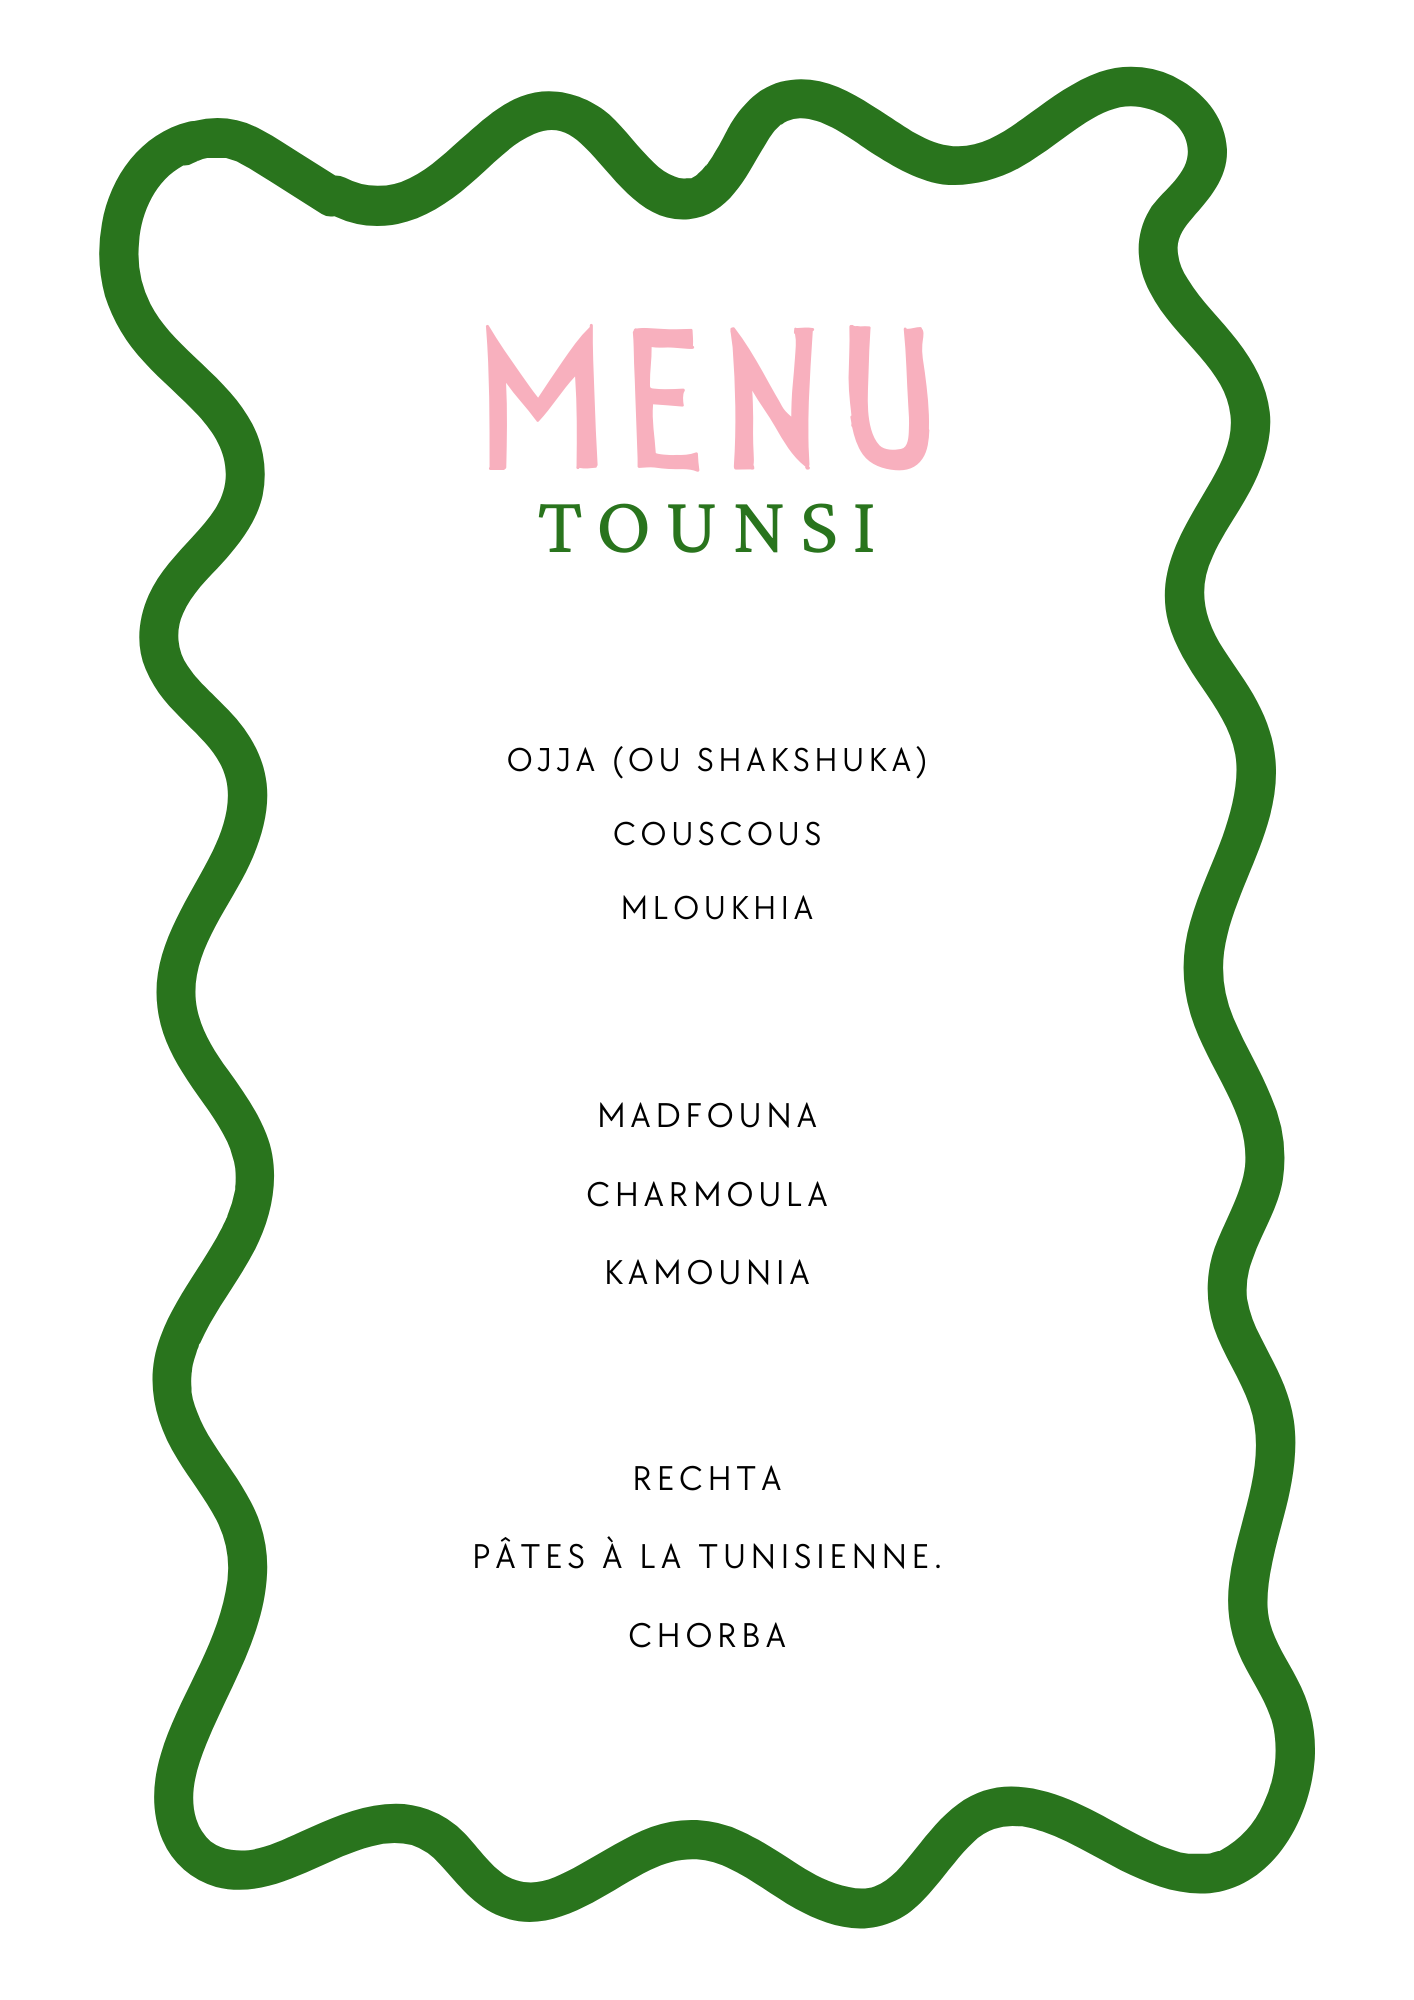 MENU
TOUNSI
OJJA (OU SHAKSHUKA)
COUSCOUS
MLOUKHIA
MADFOUNA
CHARMOULA
KAMOUNIA
RECHTA
PÂTES À LA TUNISIENNE.
CHORBA